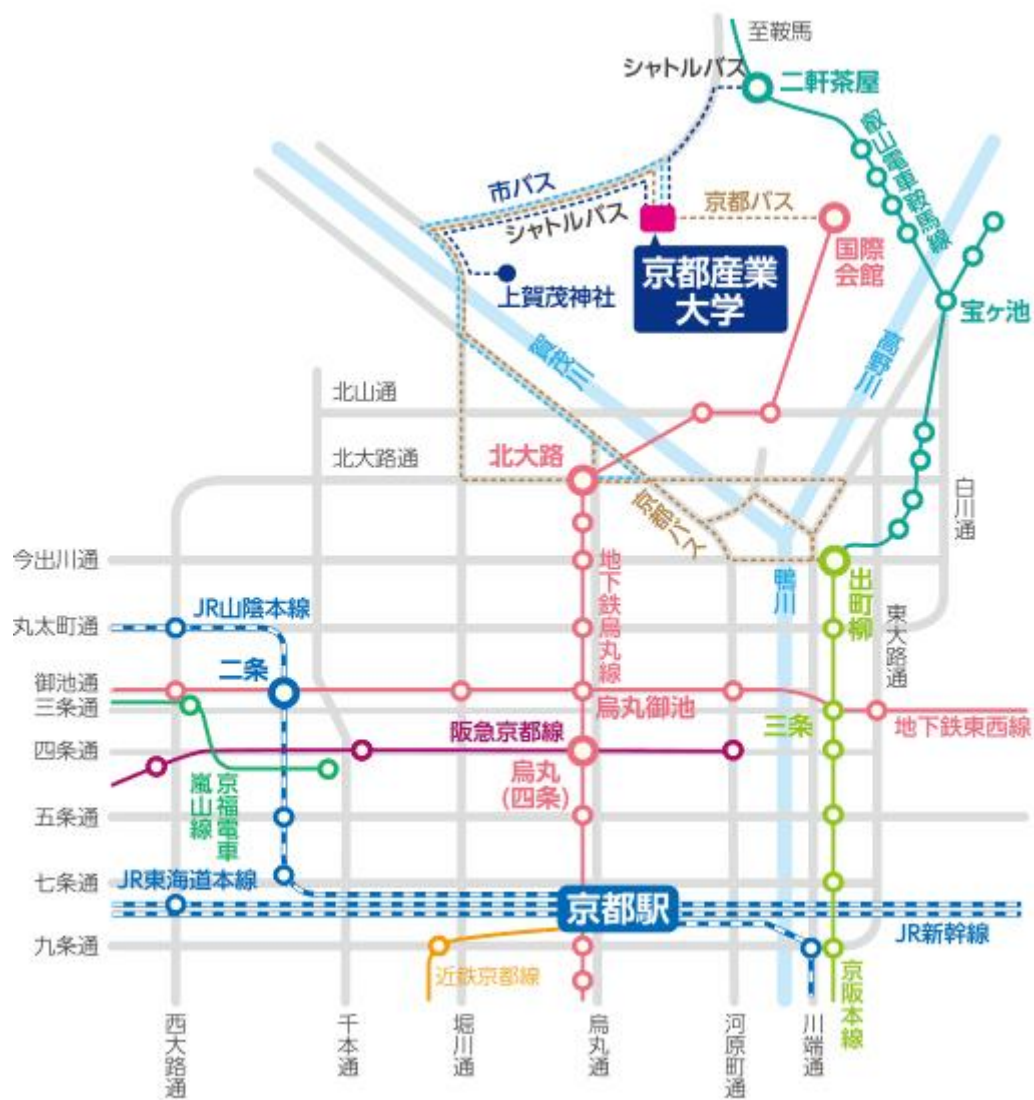 至鞍馬
シャトルバス
二軒茶屋
叡山電車鞍馬線
市バス
シャトルバス
京都バス
国際
会館
京都産業
大学
上賀茂神社
宝ヶ池
賀茂川
高野川
北山通
北大路通
北大路
京都バス
白川通
今出川通
地下鉄烏丸線
鴨川
出町柳
JR山陰本線
丸太町通
東大路通
二条
御池通
三条通
烏丸御池
三条
地下鉄東西線
阪急京都線
四条通
烏丸
(四条)
京福電車
嵐山線
五条通
七条通
JR東海道本線
京都駅
JR新幹線
九条通
近鉄京都線
京阪本線
西大路通
千本通
堀川通
烏丸通
河原町通
川端通